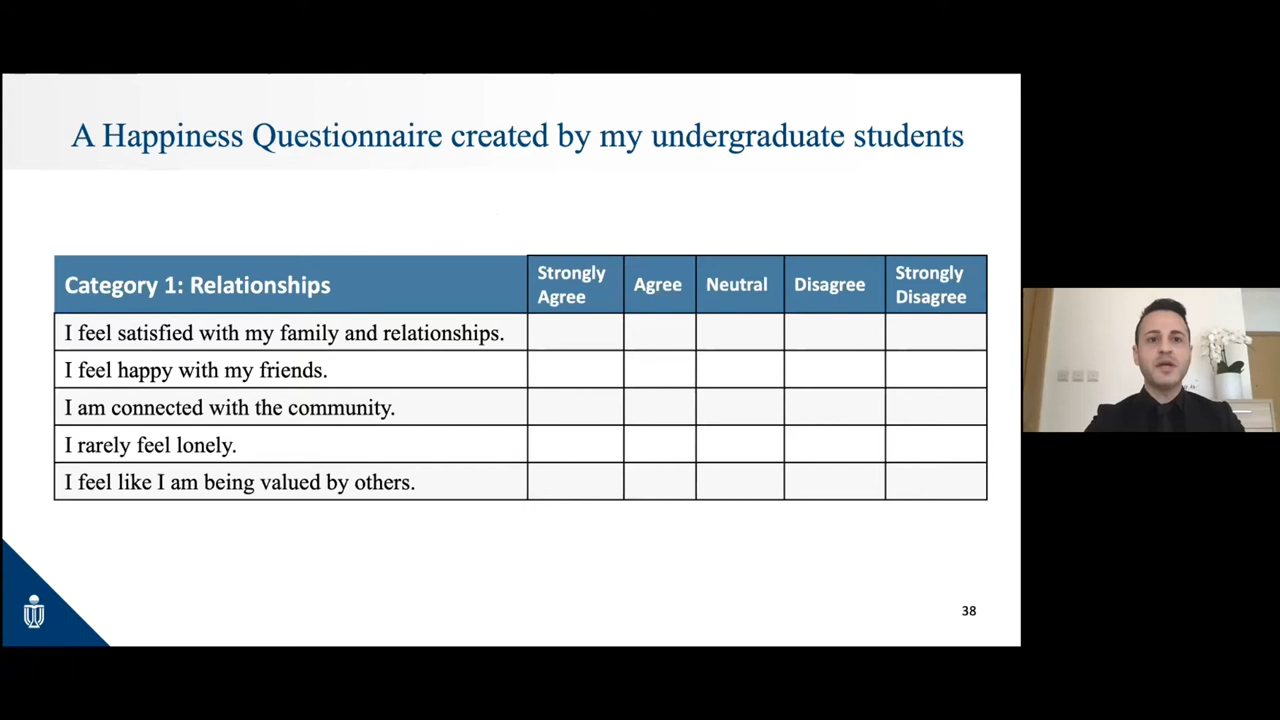 A Happiness Questionnaire created by my undergraduate students
Category 1: Relationships
Strongly Agree
Agree
Neutral
Disagree
Strongly Disagree
I feel satisfied with my family and relationships.
I feel happy with my friends.
I am connected with the community.
I rarely feel lonely.
I feel like I am being valued by others.
38